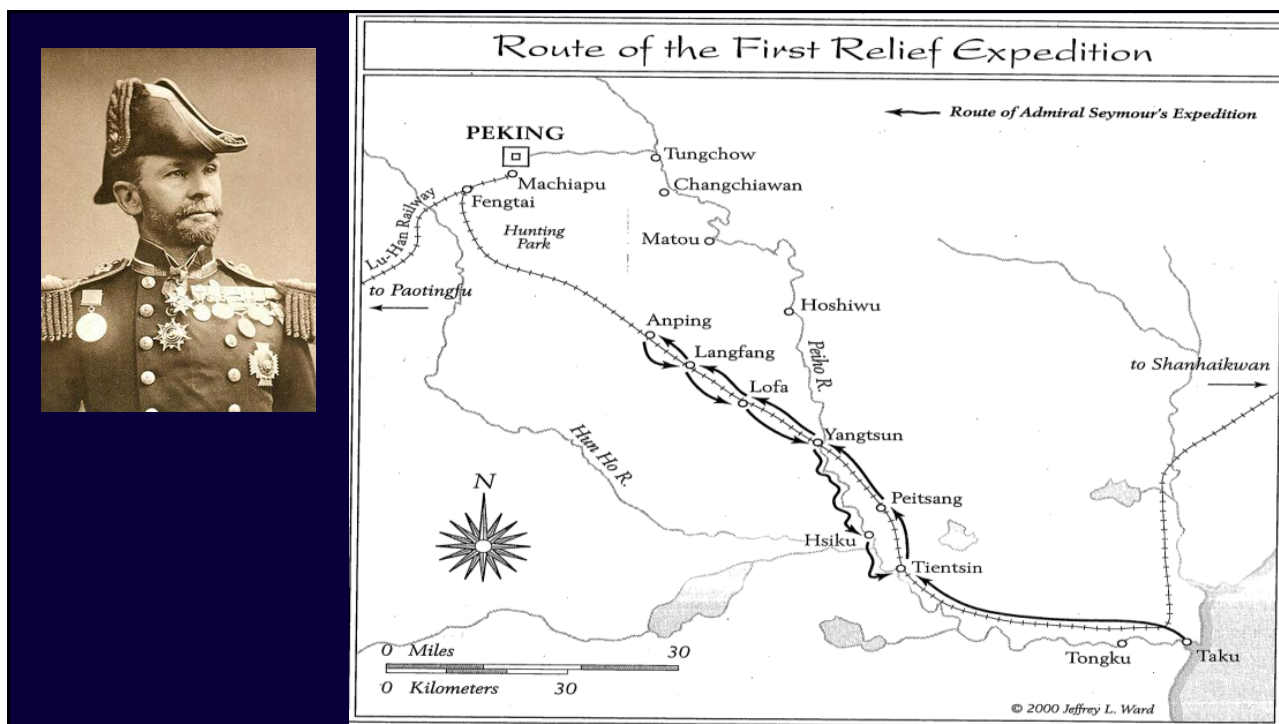 Route of the First Relief Expedition
Route of Admiral Seymour's Expedition
PEKING
Tungchow
Machiapu
Changchiawan
Fengtai
Lu-Han Railway
Hunting
Park
Matou
to Paotingfu
Hoshiwu
Anping
Langfang
Peiho R.
to Shanhaikwan
Lofa
Yangtsun
Hun Ho R.
N
Peitsang
Hsiku
Tientsin
0 Miles 30
Tongku
Taku
0 Kilometers 30
© 2000 Jeffrey L. Ward